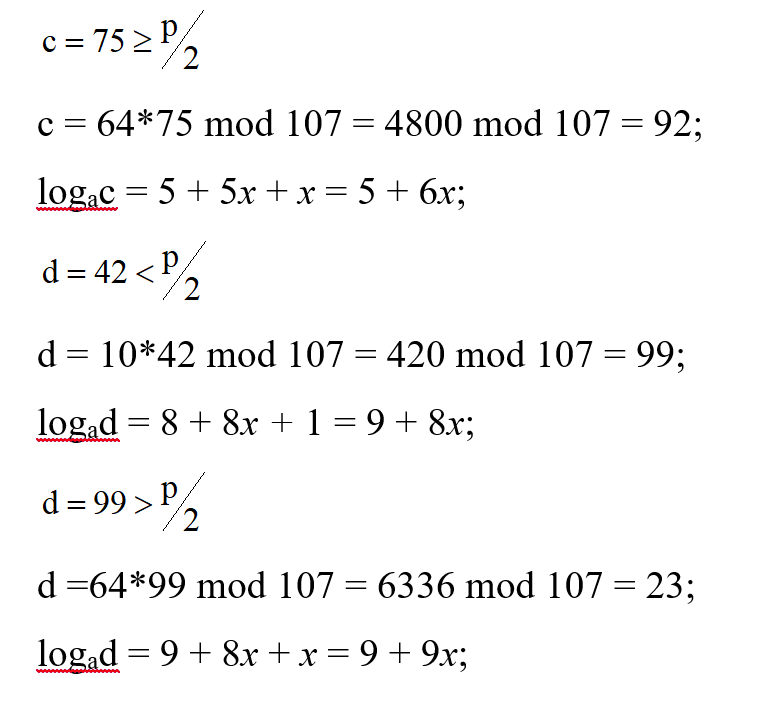 c = 75 ≥ p/2
c = 64*75 mod 107 = 4800 mod 107 = 92;
logₐc = 5 + 5x + x = 5 + 6x;
d = 42 < p/2
d = 10*42 mod 107 = 420 mod 107 = 99;
logₐd = 8 + 8x + 1 = 9 + 8x;
d = 99 > p/2
d =64*99 mod 107 = 6336 mod 107 = 23;
logₐd = 9 + 8x + x = 9 + 9x;